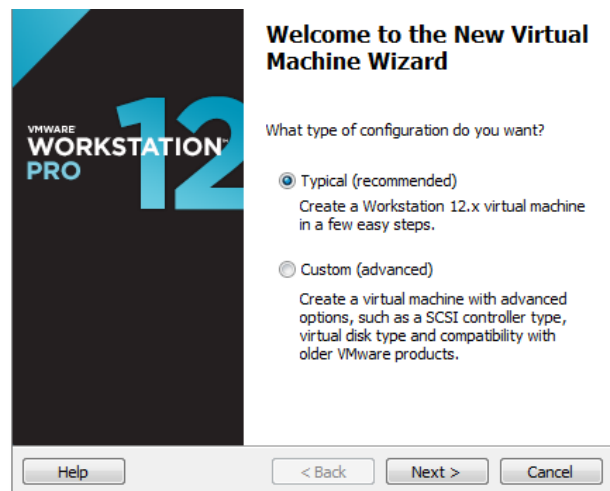 Welcome to the New Virtual
Machine Wizard
VMWARE
WORKSTATION™
PRO
12
What type of configuration do you want?
Typical (recommended)
Create a Workstation 12.x virtual machine
in a few easy steps.
Custom (advanced)
Create a virtual machine with advanced
options, such as a SCSI controller type,
virtual disk type and compatibility with
older VMware products.
Help
< Back
Next >
Cancel